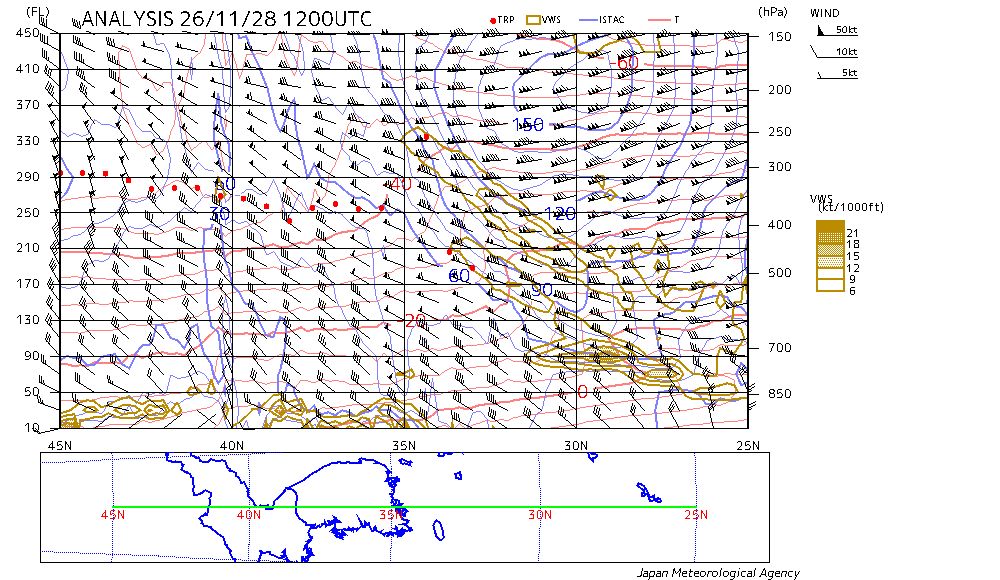 (FL) ANALYSIS 26/11/28 1200UTC TRP VWS ISTAC T (hPa) WIND
450 150 50kt
10kt
410 -60 5kt
370 200
150
330 250
290 300
-40
250 30 -120 VWS
(kt/1000ft)
400
210 21
18
60 500 15
170 90 12
9
6
130 -20
90 700
50 0 850
10
45N 40N 35N 30N 25N
45N 40N 35N 30N 25N
Japan Meteorological Agency